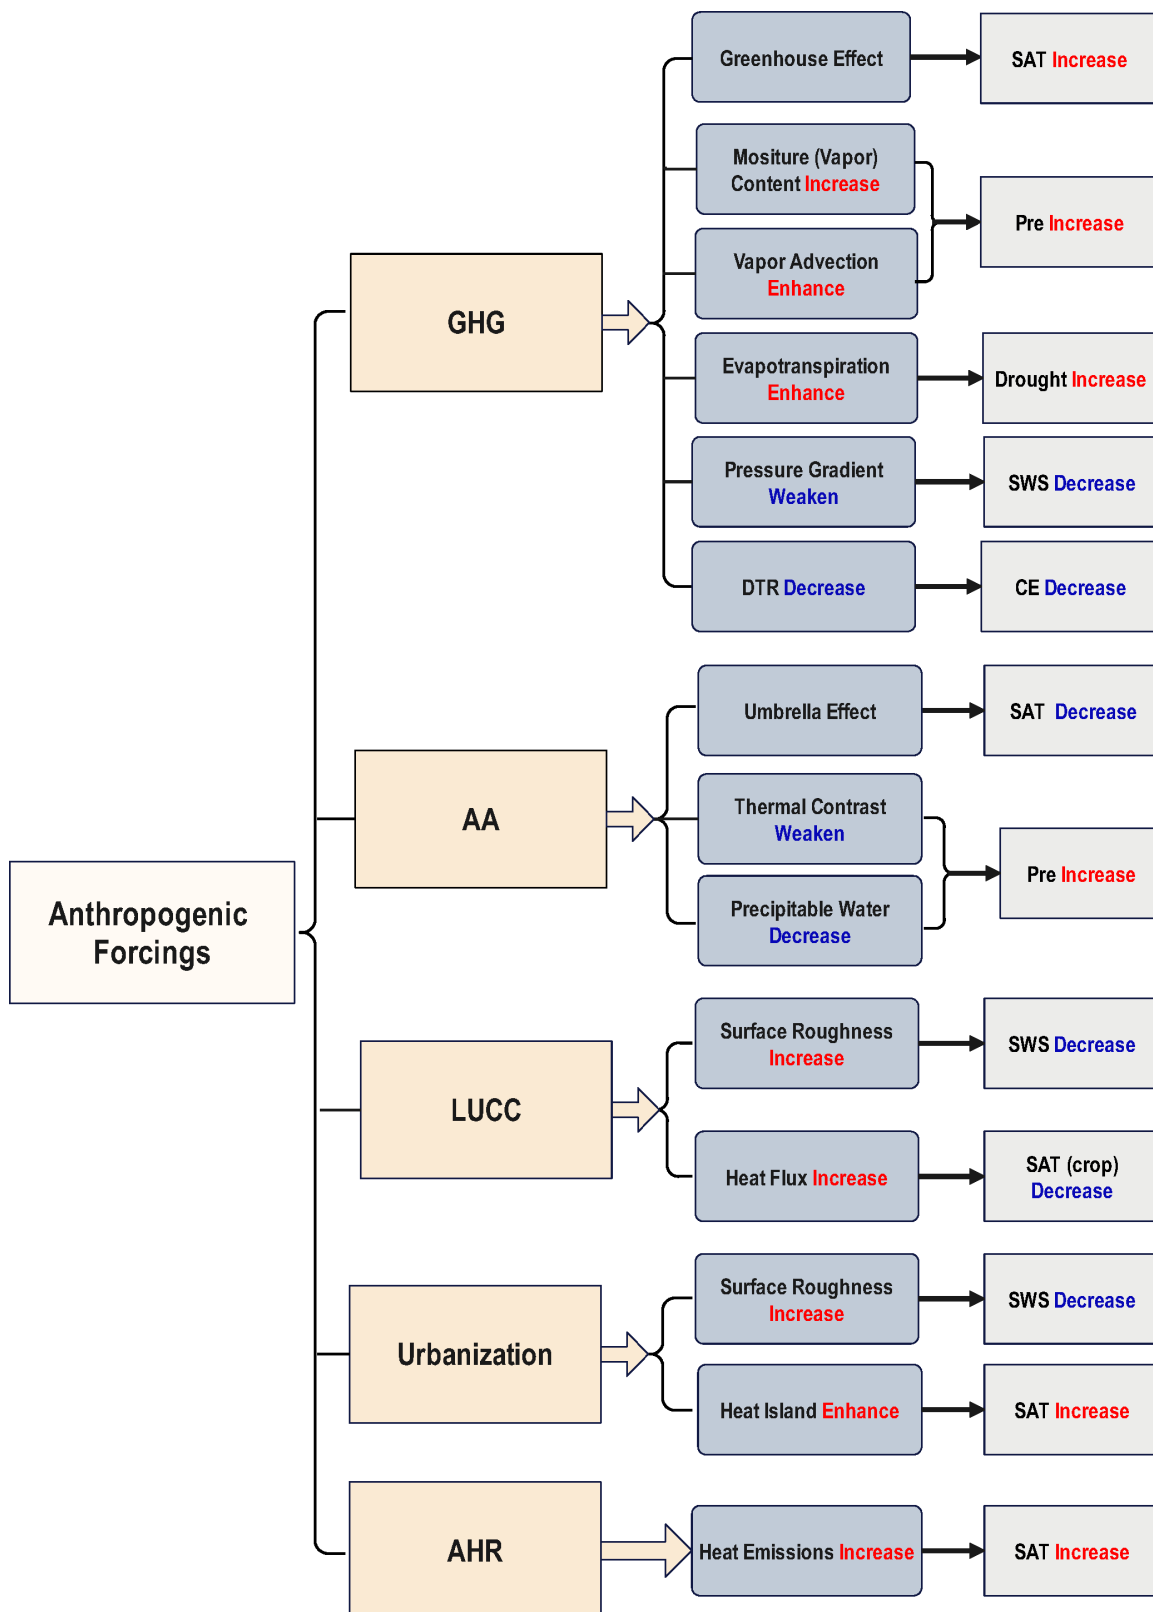 Anthropogenic
Forcings
GHG
Greenhouse Effect
SAT Increase
Mositure (Vapor)
Content Increase
Vapor Advection
Enhance
Pre Increase
Evapotranspiration
Enhance
Drought Increase
Pressure Gradient
Weaken
SWS Decrease
DTR Decrease
CE Decrease
AA
Umbrella Effect
SAT Decrease
Thermal Contrast
Weaken
Precipitable Water
Decrease
Pre Increase
LUCC
Surface Roughness
Increase
SWS Decrease
Heat Flux Increase
SAT (crop)
Decrease
Urbanization
Surface Roughness
Increase
SWS Decrease
Heat Island Enhance
SAT Increase
AHR
Heat Emissions Increase
SAT Increase